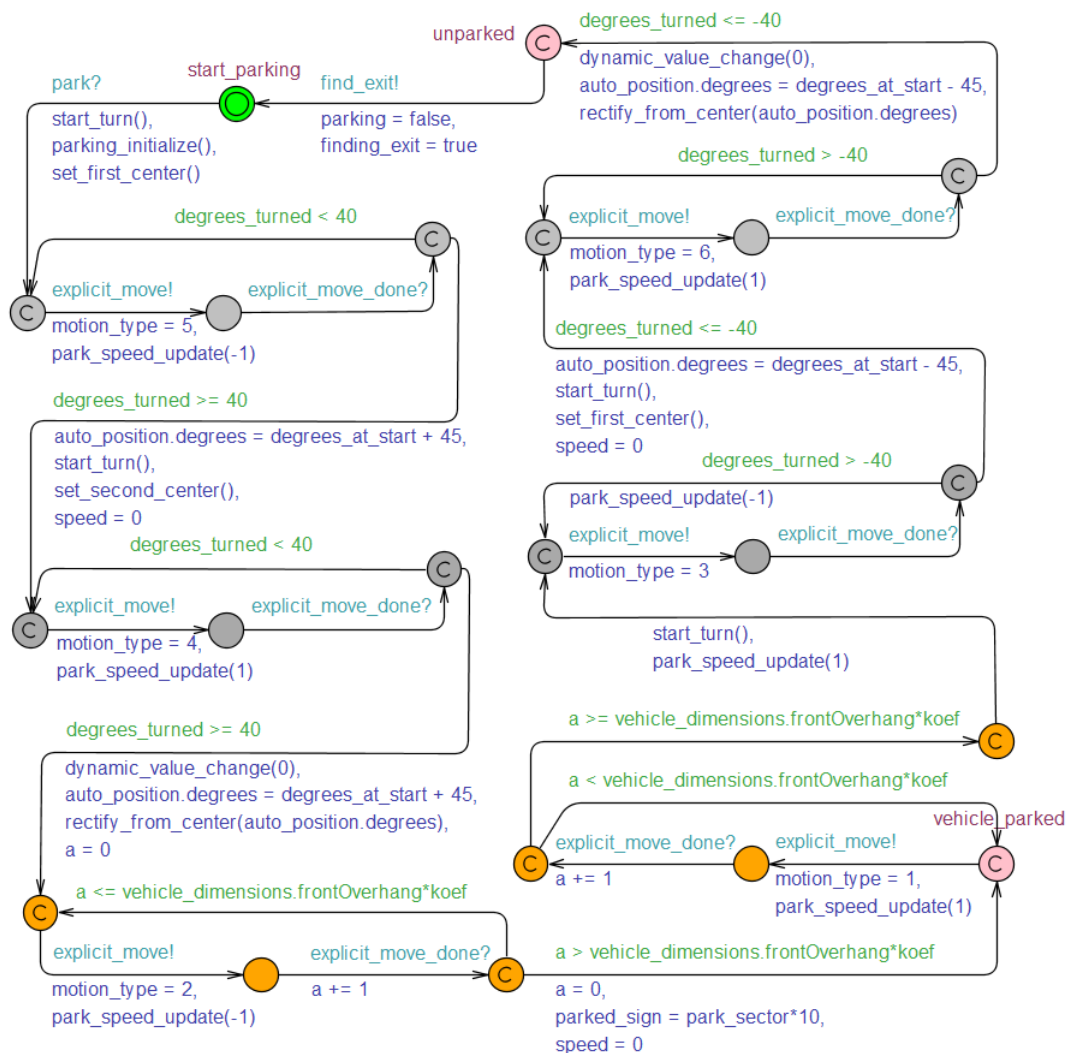 degrees_turned <= -40
unparked
C
dynamic_value_change(0),
auto_position.degrees = degrees_at_start - 45,
rectify_from_center(auto_position.degrees)
start_parking
park?
find_exit!
start_turn(),
parking_initialize(),
set_first_center()
parking = false,
finding_exit = true
degrees_turned > -40
C
degrees_turned < 40
C
explicit_move!
explicit_move_done?
C
motion_type = 6,
park_speed_update(1)
explicit_move!
explicit_move_done?
C
motion_type = 5,
park_speed_update(-1)
degrees_turned <= -40
auto_position.degrees = degrees_at_start - 45,
start_turn(),
set_first_center(),
speed = 0
degrees_turned >= 40
auto_position.degrees = degrees_at_start + 45,
start_turn(),
set_second_center(),
speed = 0
degrees_turned > -40
C
park_speed_update(-1)
explicit_move!
explicit_move_done?
C
motion_type = 3
degrees_turned < 40
C
explicit_move!
explicit_move_done?
C
motion_type = 4,
park_speed_update(1)
start_turn(),
park_speed_update(1)
degrees_turned >= 40
dynamic_value_change(0),
auto_position.degrees = degrees_at_start + 45,
rectify_from_center(auto_position.degrees),
a = 0
a >= vehicle_dimensions.frontOverhang*koef
C
a < vehicle_dimensions.frontOverhang*koef
vehicle_parked
explicit_move_done?
explicit_move!
C
C
a += 1
motion_type = 1,
park_speed_update(1)
a <= vehicle_dimensions.frontOverhang*koef
C
explicit_move!
explicit_move_done?
C
motion_type = 2,
park_speed_update(-1)
a += 1
a > vehicle_dimensions.frontOverhang*koef
a = 0,
parked_sign = park_sector*10,
speed = 0